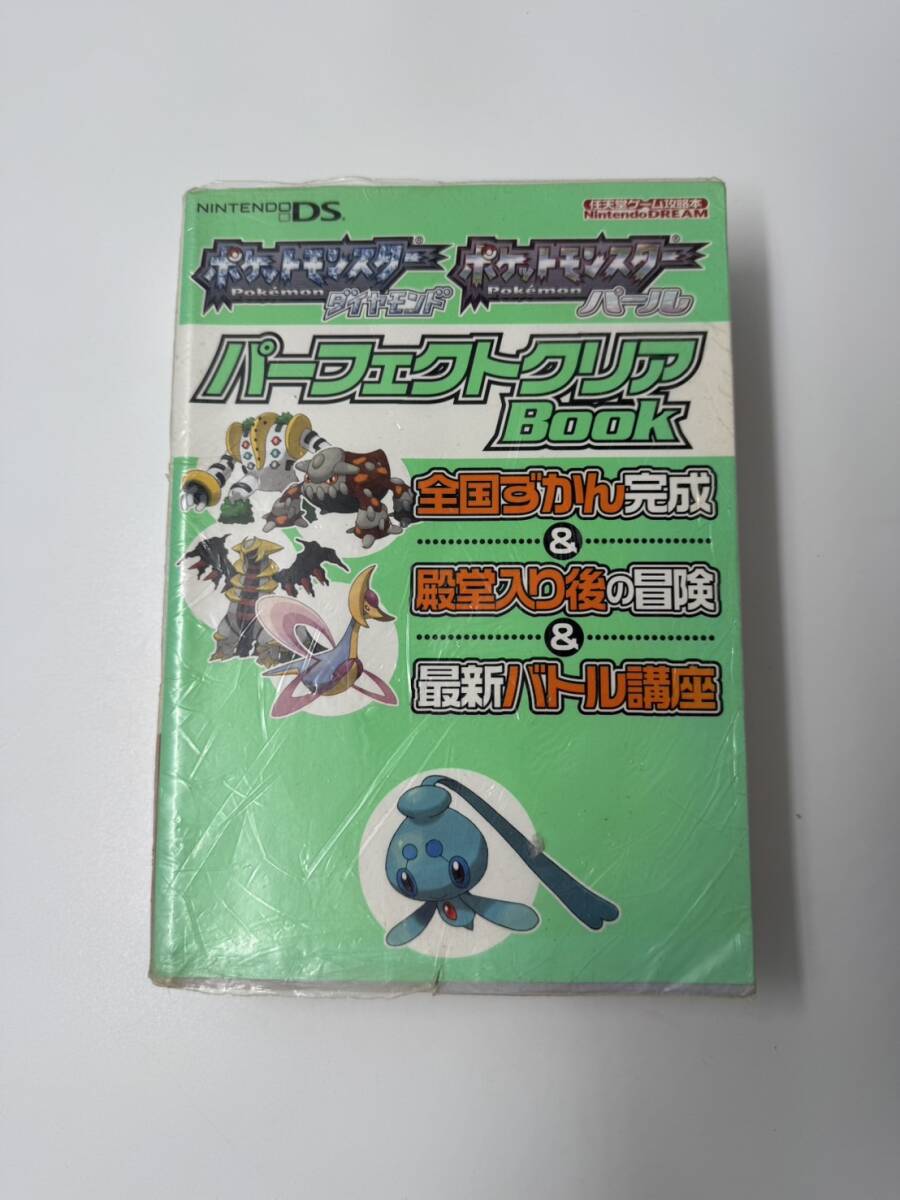 NINTENDO DS.
任天堂ゲーム攻略本
Nintendo DREAM
ポケットモンスター®
Pokémon
ダイヤモンド
ポケットモンスター®
Pokémon
パール
パーフェクトクリア
Book
全国ずかん完成
&
殿堂入り後の冒険
&
最新バトル講座